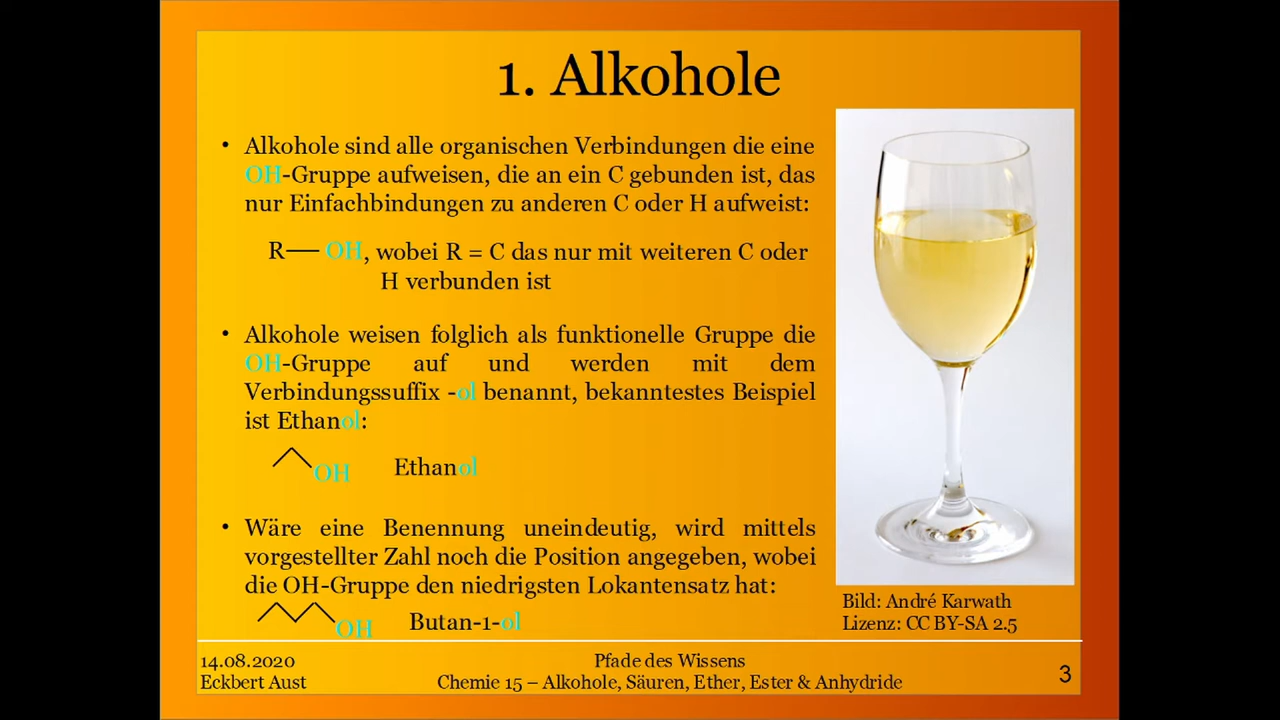 1. Alkohole
• Alkohole sind alle organischen Verbindungen die eine
OH-Gruppe aufweisen, die an ein C gebunden ist, das
nur Einfachbindungen zu anderen C oder H aufweist:
R—OH, wobei R = C das nur mit weiteren C oder
H verbunden ist
• Alkohole weisen folglich als funktionelle Gruppe die
OH-Gruppe auf und werden mit dem
Verbindungssuffix -ol benannt, bekanntestes Beispiel
ist Ethanol:
OH Ethanol
• Wäre eine Benennung uneindeutig, wird mittels
vorgestellter Zahl noch die Position angegeben, wobei
die OH-Gruppe den niedrigsten Lokantensatz hat:
OH Butan-1-ol
Bild: André Karwath
Lizenz: CC BY-SA 2.5
14.08.2020
Eckbert Aust
Pfade des Wissens
Chemie 15 – Alkohole, Säuren, Ether, Ester & Anhydride
3